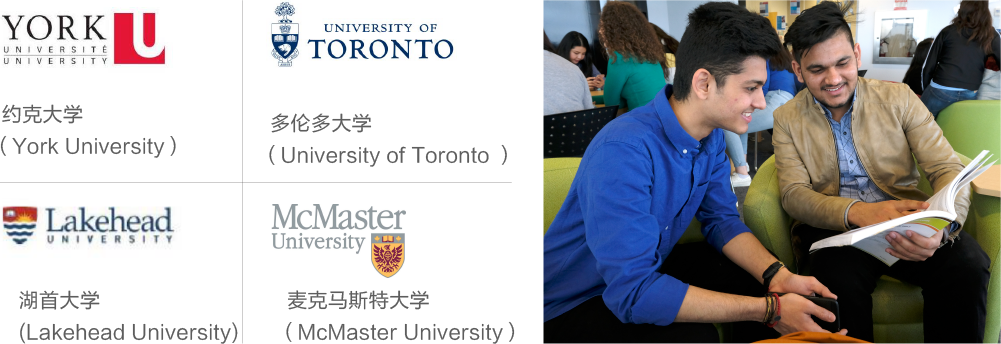 YORK
UNIVERSITÉ
UNIVERSITY
U
约克大学
( York University )
UNIVERSITY OF
TORONTO
多伦多大学
( University of Toronto )
Lakehead
UNIVERSITY
湖首大学
(Lakehead University)
McMaster
University
麦克马斯特大学
( McMaster University )